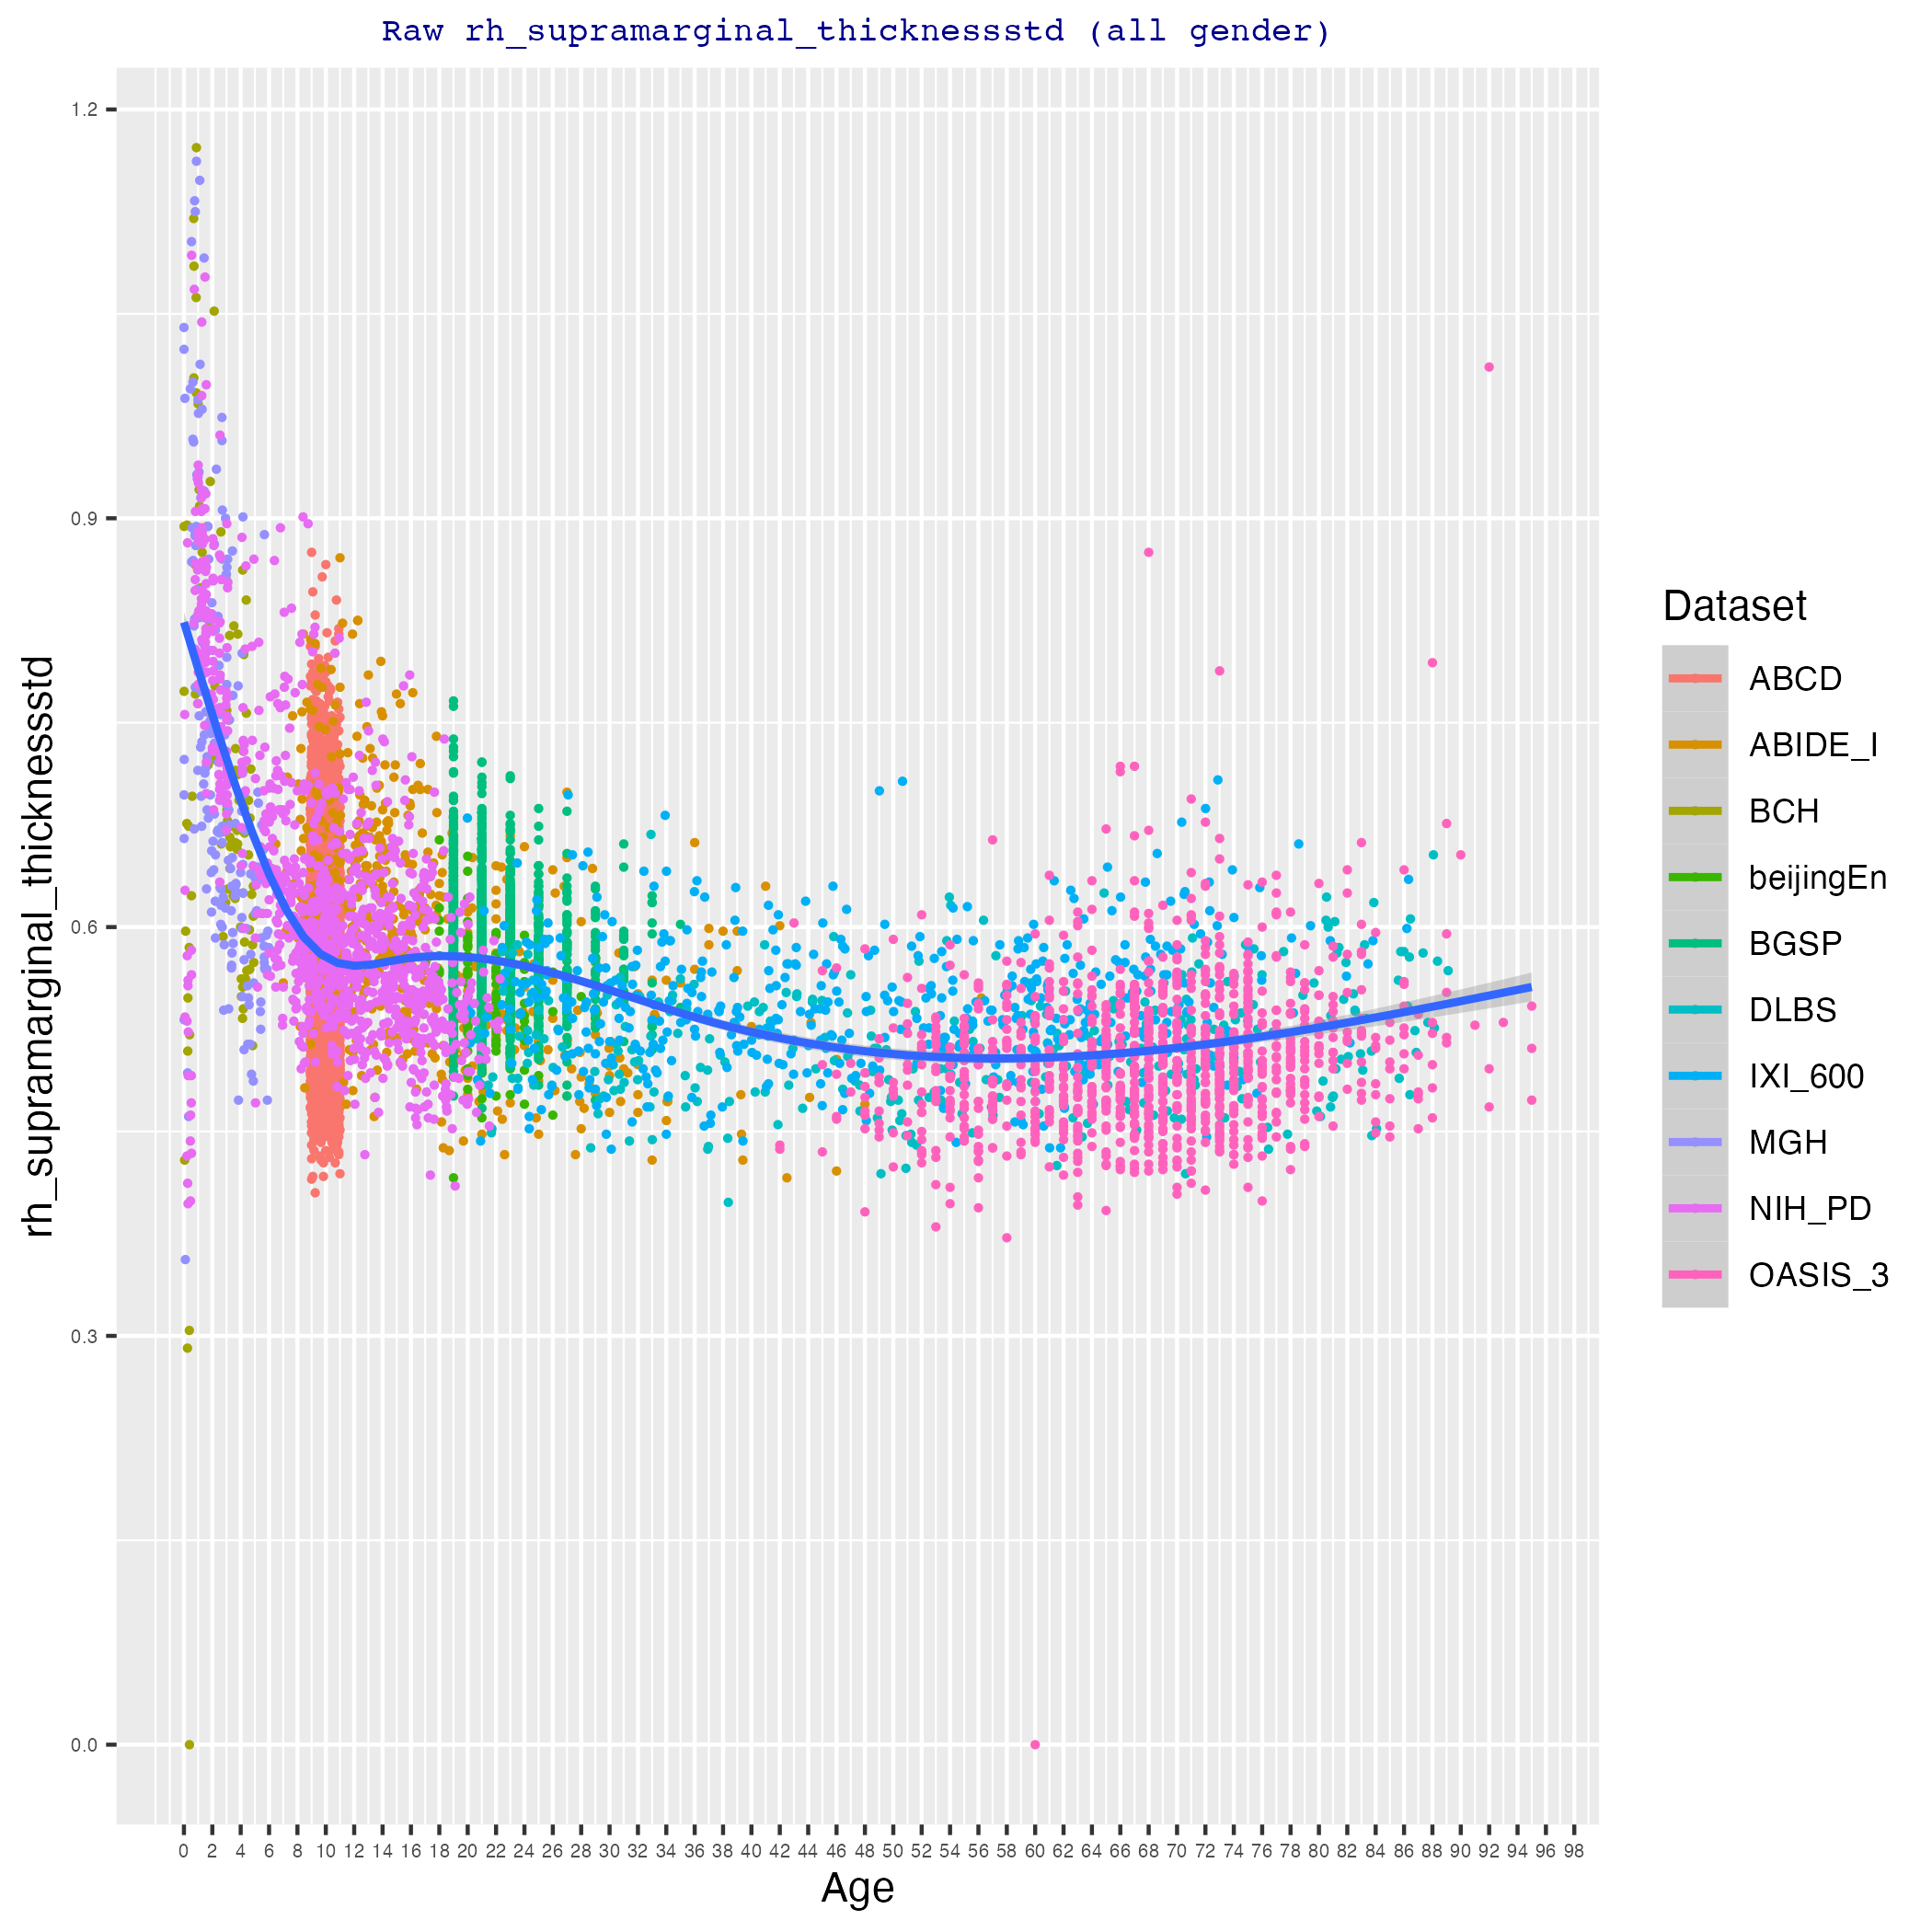 Raw rh_supramarginal_thicknessstd (all gender)
rh_supramarginal_thicknessstd
1.2
0.9
0.6
0.3
0.0
0 2 4 6 8 10 12 14 16 18 20 22 24 26 28 30 32 34 36 38 40 42 44 46 48 50 52 54 56 58 60 62 64 66 68 70 72 74 76 78 80 82 84 86 88 90 92 94 96 98
Age
Dataset
ABCD
ABIDE_I
BCH
beijingEn
BGSP
DLBS
IXI_600
MGH
NIH_PD
OASIS_3